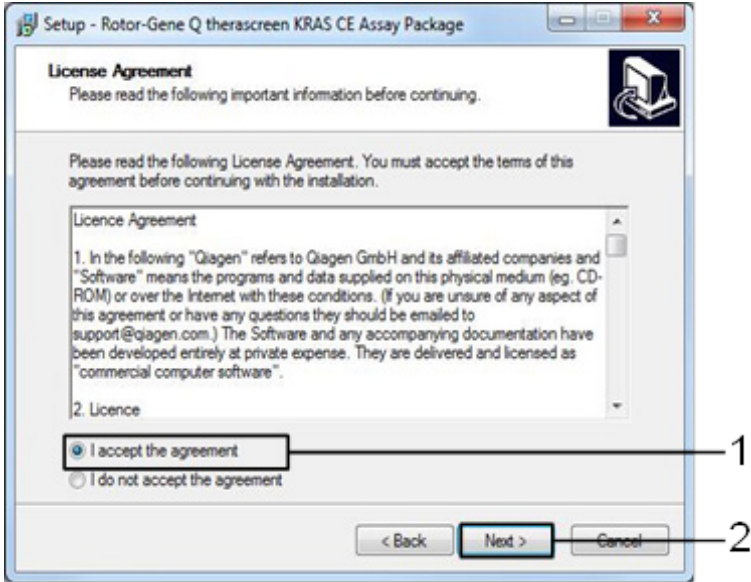 Setup - Rotor-Gene Q therascreen KRAS CE Assay Package
License Agreement
Please read the following important information before continuing.
Please read the following License Agreement. You must accept the terms of this
agreement before continuing with the installation.
Licence Agreement
1. In the following "Qiagen" refers to Qiagen GmbH and its affiliated companies and
"Software" means the programs and data supplied on this physical medium (eg. CD-
ROM) or over the Internet with these conditions. (If you are unsure of any aspect of
this agreement or have any questions they should be emailed to
support@qiagen.com.) The Software and any accompanying documentation have
been developed entirely at private expense. They are delivered and licensed as
"commercial computer software".
2. Licence
I accept the agreement
1
I do not accept the agreement
< Back
Next >
Cancel
2